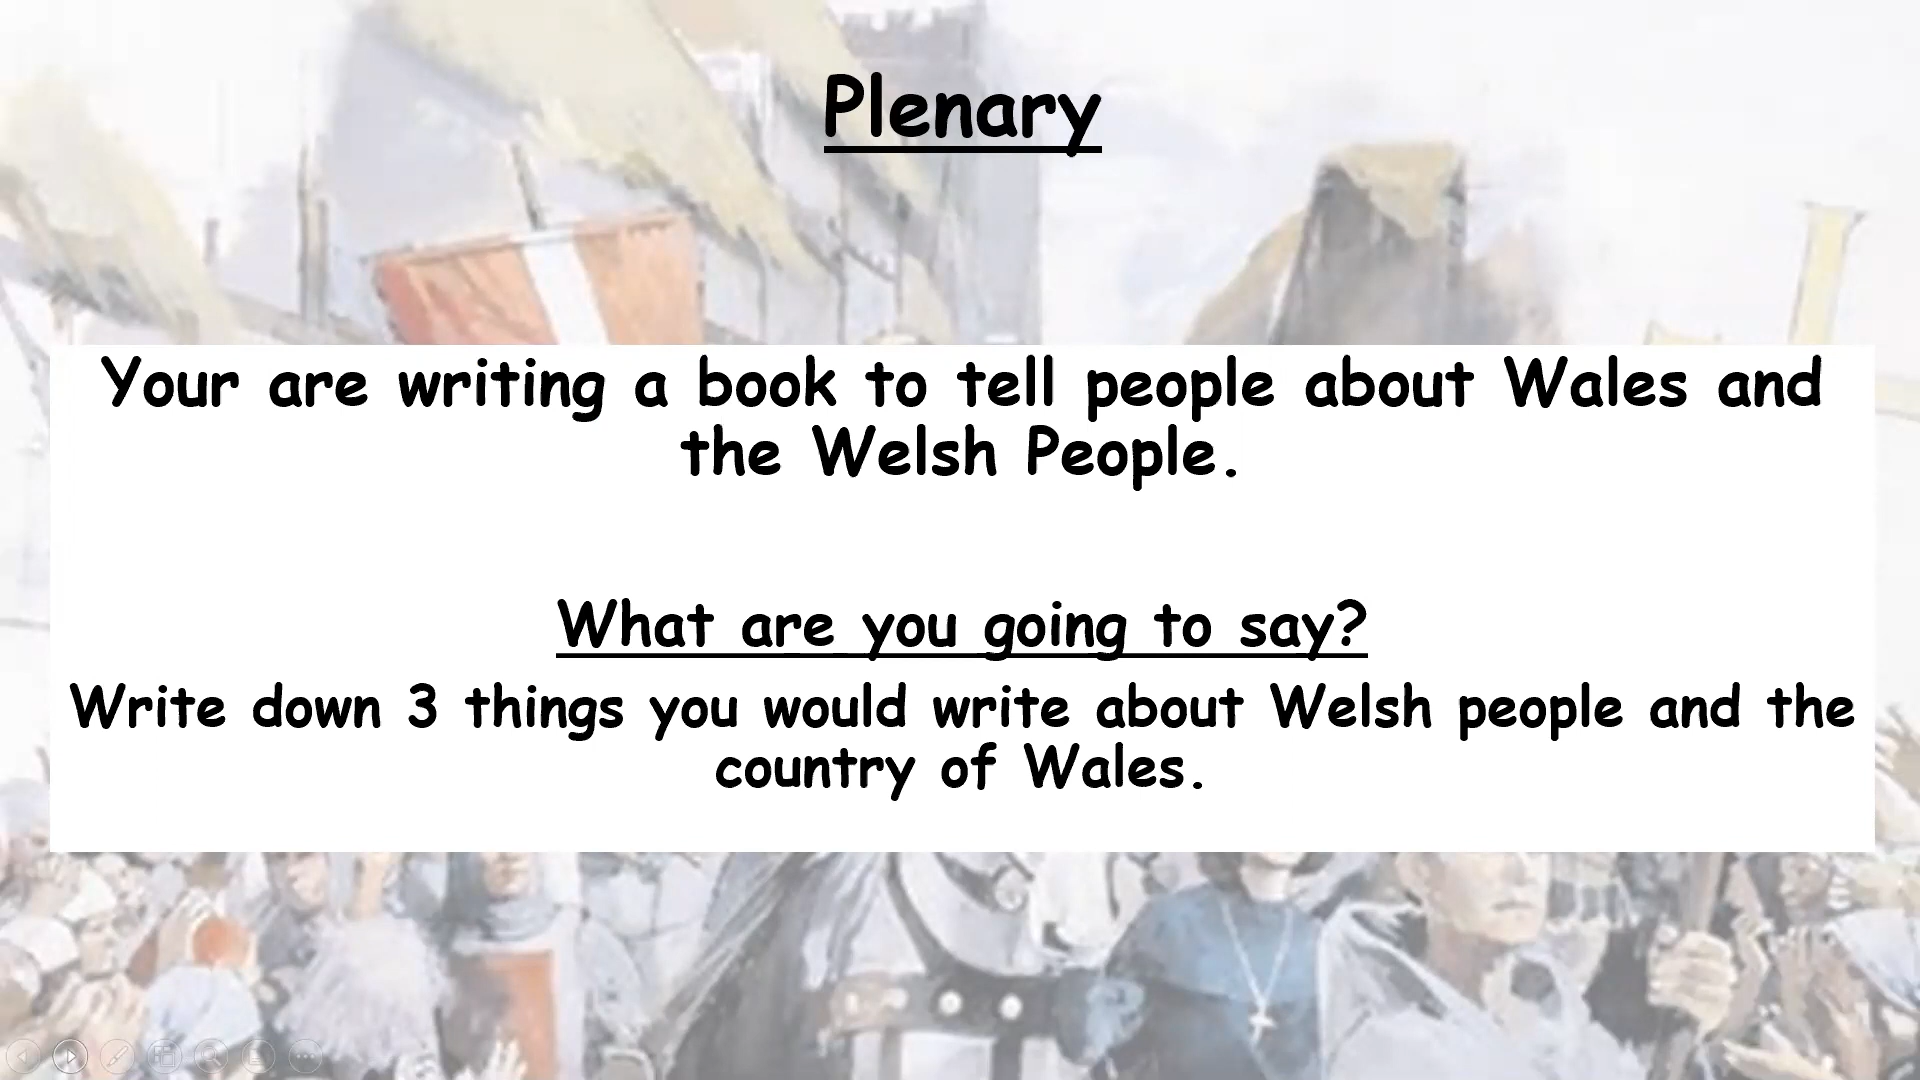 Plenary
Your are writing a book to tell people about Wales and
the Welsh People.
What are you going to say?
Write down 3 things you would write about Welsh people and the
country of Wales.